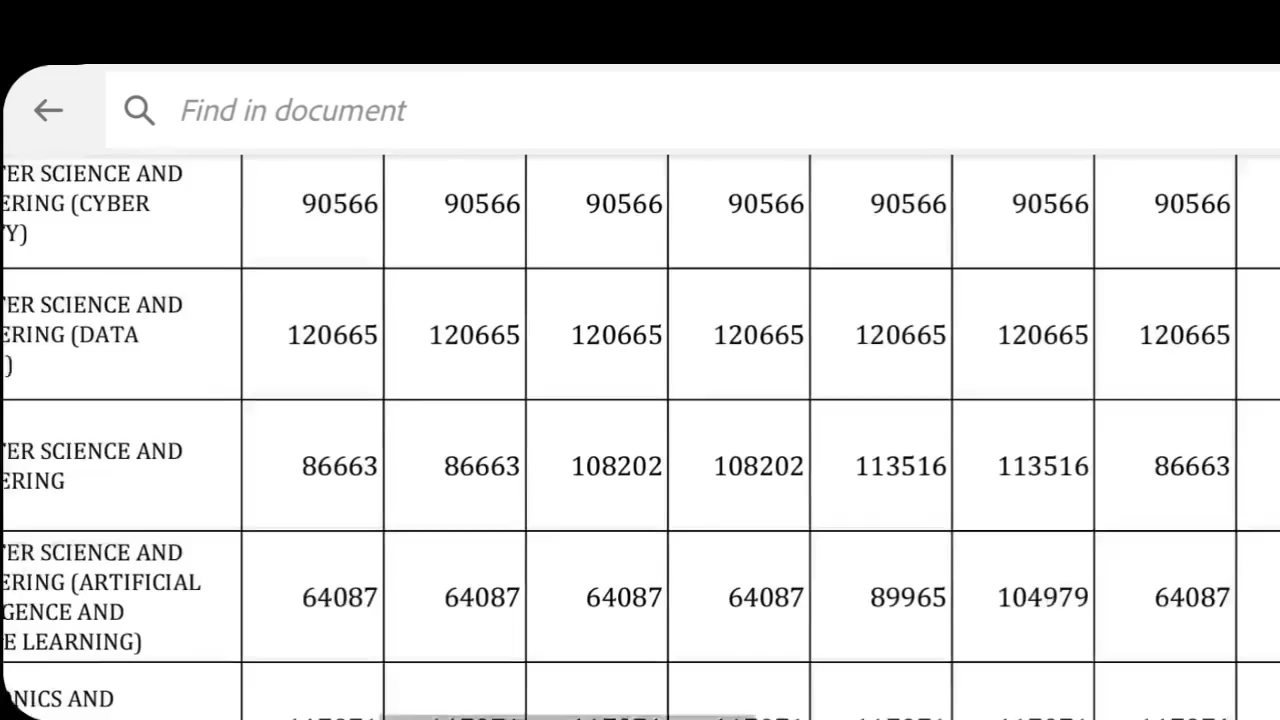 Find in document
TER SCIENCE AND
ERING (CYBER
TY)
90566 90566 90566 90566 90566 90566 90566
TER SCIENCE AND
ERING (DATA
)
120665 120665 120665 120665 120665 120665 120665
TER SCIENCE AND
ERING
86663 86663 108202 108202 113516 113516 86663
TER SCIENCE AND
ERING (ARTIFICIAL
GENCE AND
E LEARNING)
64087 64087 64087 64087 89965 104979 64087
ONICS AND